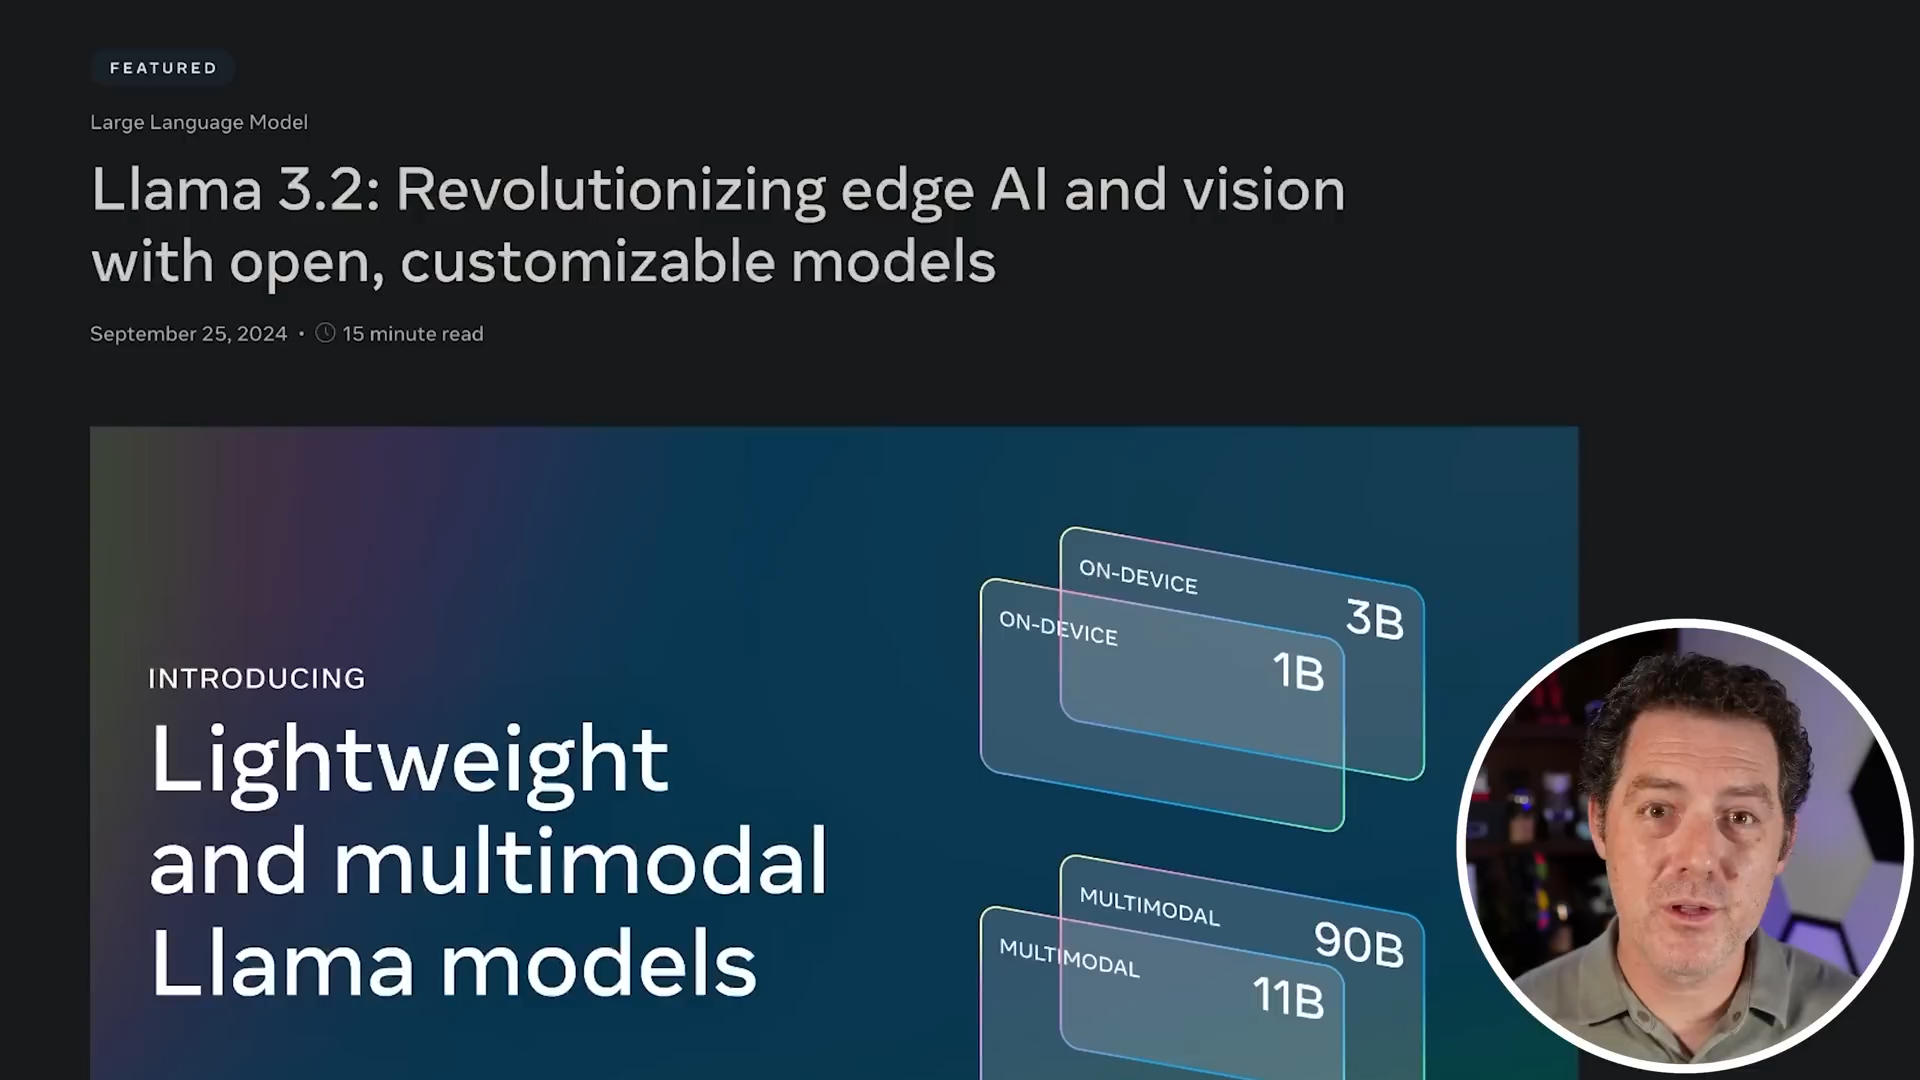 FEATURED
Large Language Model
Llama 3.2: Revolutionizing edge AI and vision
with open, customizable models
September 25, 2024 • 15 minute read
INTRODUCING
Lightweight
and multimodal
Llama models
ON-DEVICE
3B
ON-DEVICE
1B
MULTIMODAL
90B
MULTIMODAL
11B